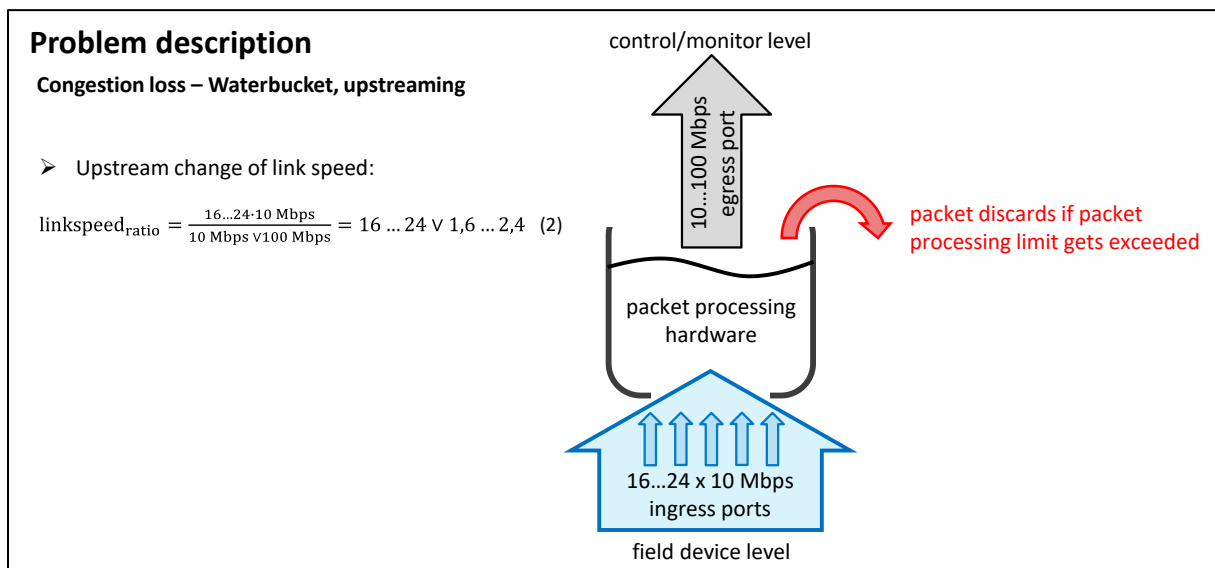 Problem description
Congestion loss – Waterbucket, upstreaming
➢ Upstream change of link speed:
linkspeed_ratio = (16…24·10 Mbps)/(10 Mbps ∨100 Mbps) = 16 … 24 ∨ 1,6 … 2,4 (2)
control/monitor level
10…100 Mbps
egress port
packet discards if packet
processing limit gets exceeded
packet processing
hardware
16…24 x 10 Mbps
ingress ports
field device level